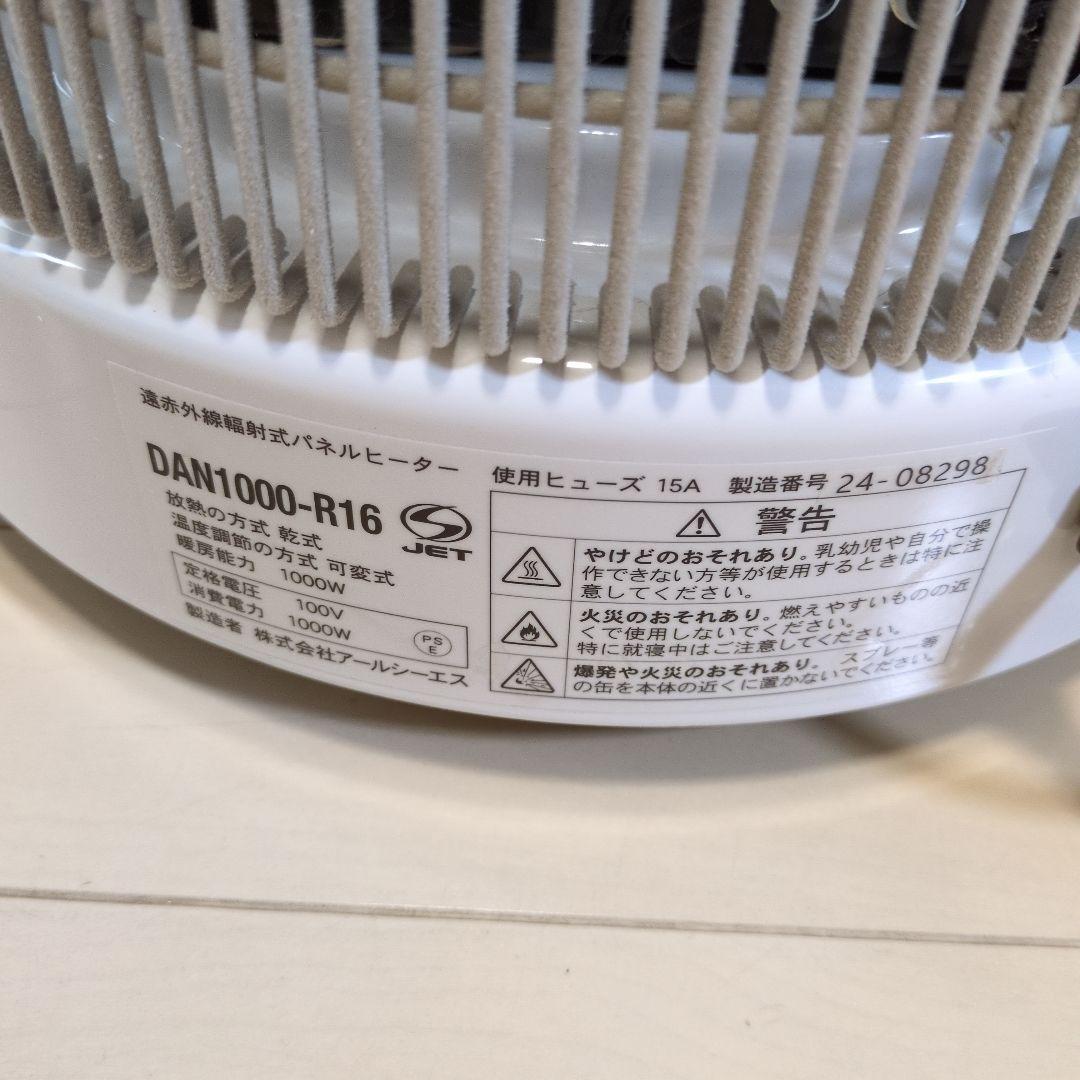 遠赤外線輻射式パネルヒーター
DAN1000-R16
JET
放熱の方式 乾式
温度調節の方式 可変式
暖房能力 1000W
定格電圧 100V
消費電力 1000W
PS
E
製造者 株式会社アールシーエス
使用ヒューズ 15A 製造番号 24-08298
警告
やけどのおそれあり。乳幼児や自分で操
作できない方等が使用するときは特に注
意してください。
火災のおそれあり。燃えやすいものの近
くで使用しないでください。
特に就寝中はご注意してください。
爆発や火災のおそれあり。 スプレー等
の缶を本体の近くに置かないでください。